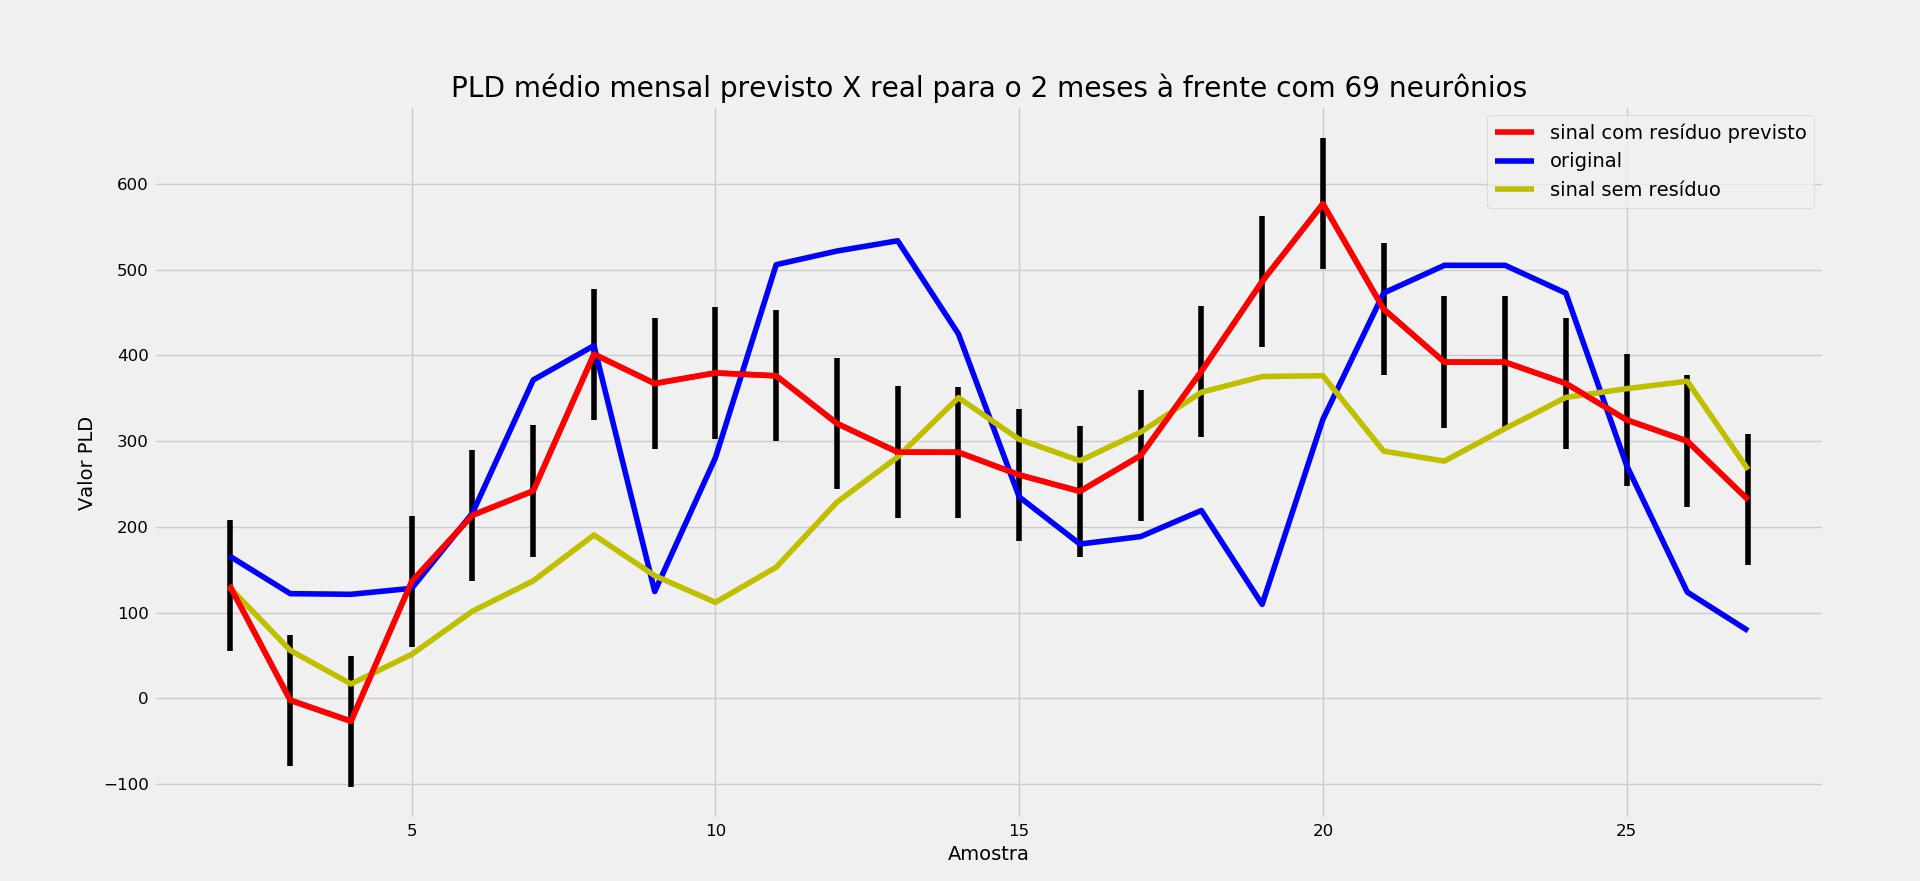 PLD médio mensal previsto X real para o 2 meses à frente com 69 neurônios
sinal com resíduo previsto
original
sinal sem resíduo
Valor PLD
600
500
400
300
200
100
0
−100
5
10
15
20
25
Amostra